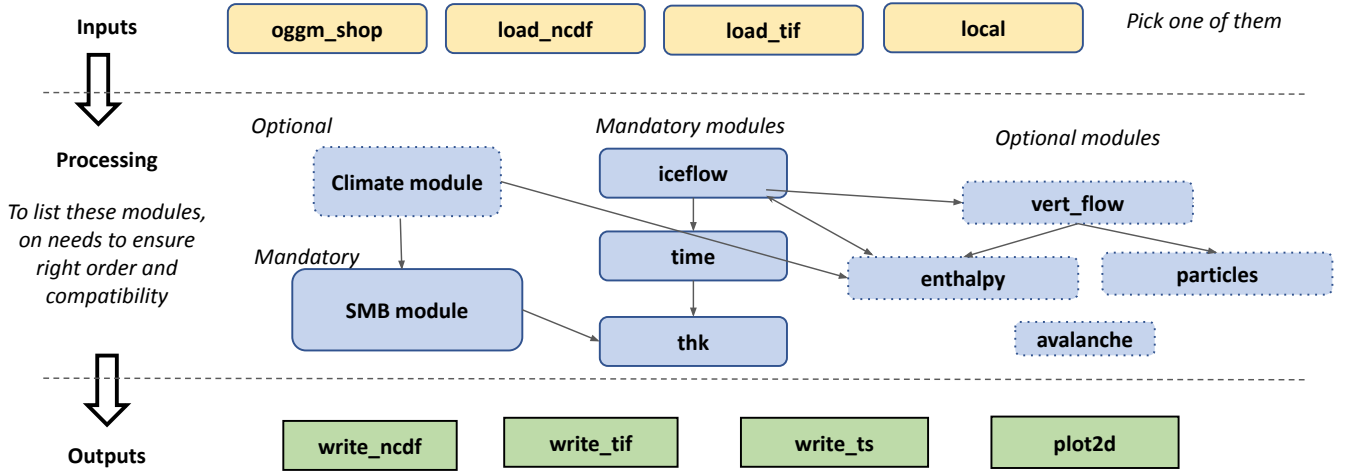 Inputs
oggm_shop
load_ncdf
load_tif
local
Pick one of them
Optional
Mandatory modules
Optional modules
Processing
Climate module
iceflow
vert_flow
To list these modules,
on needs to ensure
right order and
compatibility
Mandatory
time
enthalpy
particles
SMB module
thk
avalanche
Outputs
write_ncdf
write_tif
write_ts
plot2d